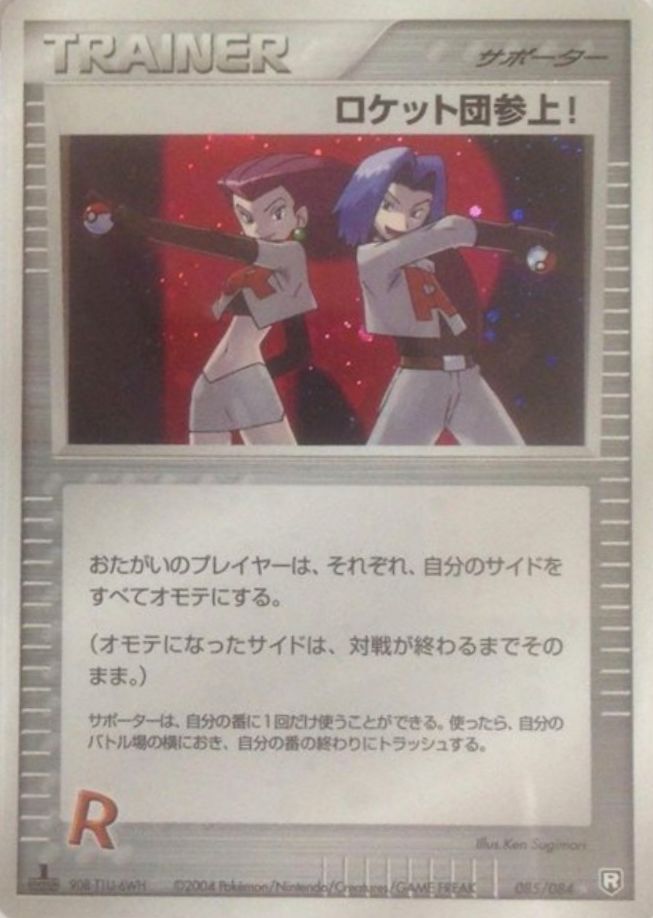 TRAINER
サポーター
ロケット団参上!
R
R
おたがいのプレイヤーは、それぞれ、自分のサイドを
すべてオモテにする。
(オモテになったサイドは、対戦が終わるまでその
まま。)
サポーターは、自分の番に1回だけ使うことができる。使ったら、自分の
バトル場の横におき、自分の番の終わりにトラッシュする。
R
Illus. Ken Sugimori
1
908-T1U-6WH ©2004 Pokémon/Nintendo/Creatures/GAME FREAK 085/084 R